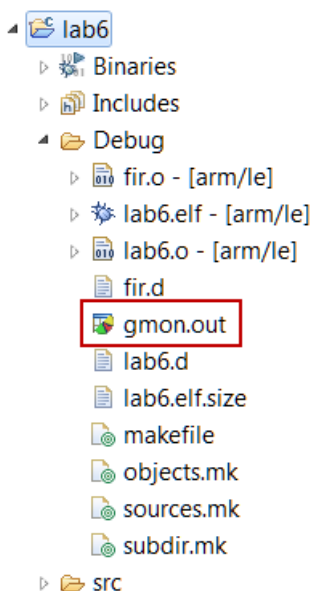 lab6
Binaries
Includes
Debug
fir.o - [arm/le]
lab6.elf - [arm/le]
lab6.o - [arm/le]
fir.d
gmon.out
lab6.d
lab6.elf.size
makefile
objects.mk
sources.mk
subdir.mk
src